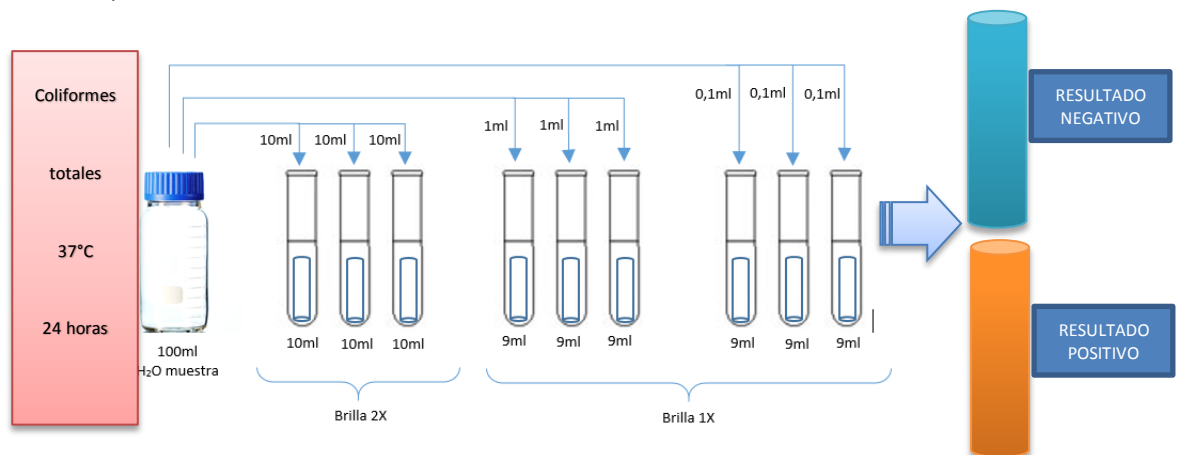 Coliformes
totales
37°C
24 horas
100ml
H₂O muestra
10ml 10ml 10ml
1ml 1ml 1ml
0,1ml 0,1ml 0,1ml
10ml 10ml 10ml
9ml 9ml 9ml
9ml 9ml 9ml
Brilla 2X
Brilla 1X
RESULTADO
NEGATIVO
RESULTADO
POSITIVO